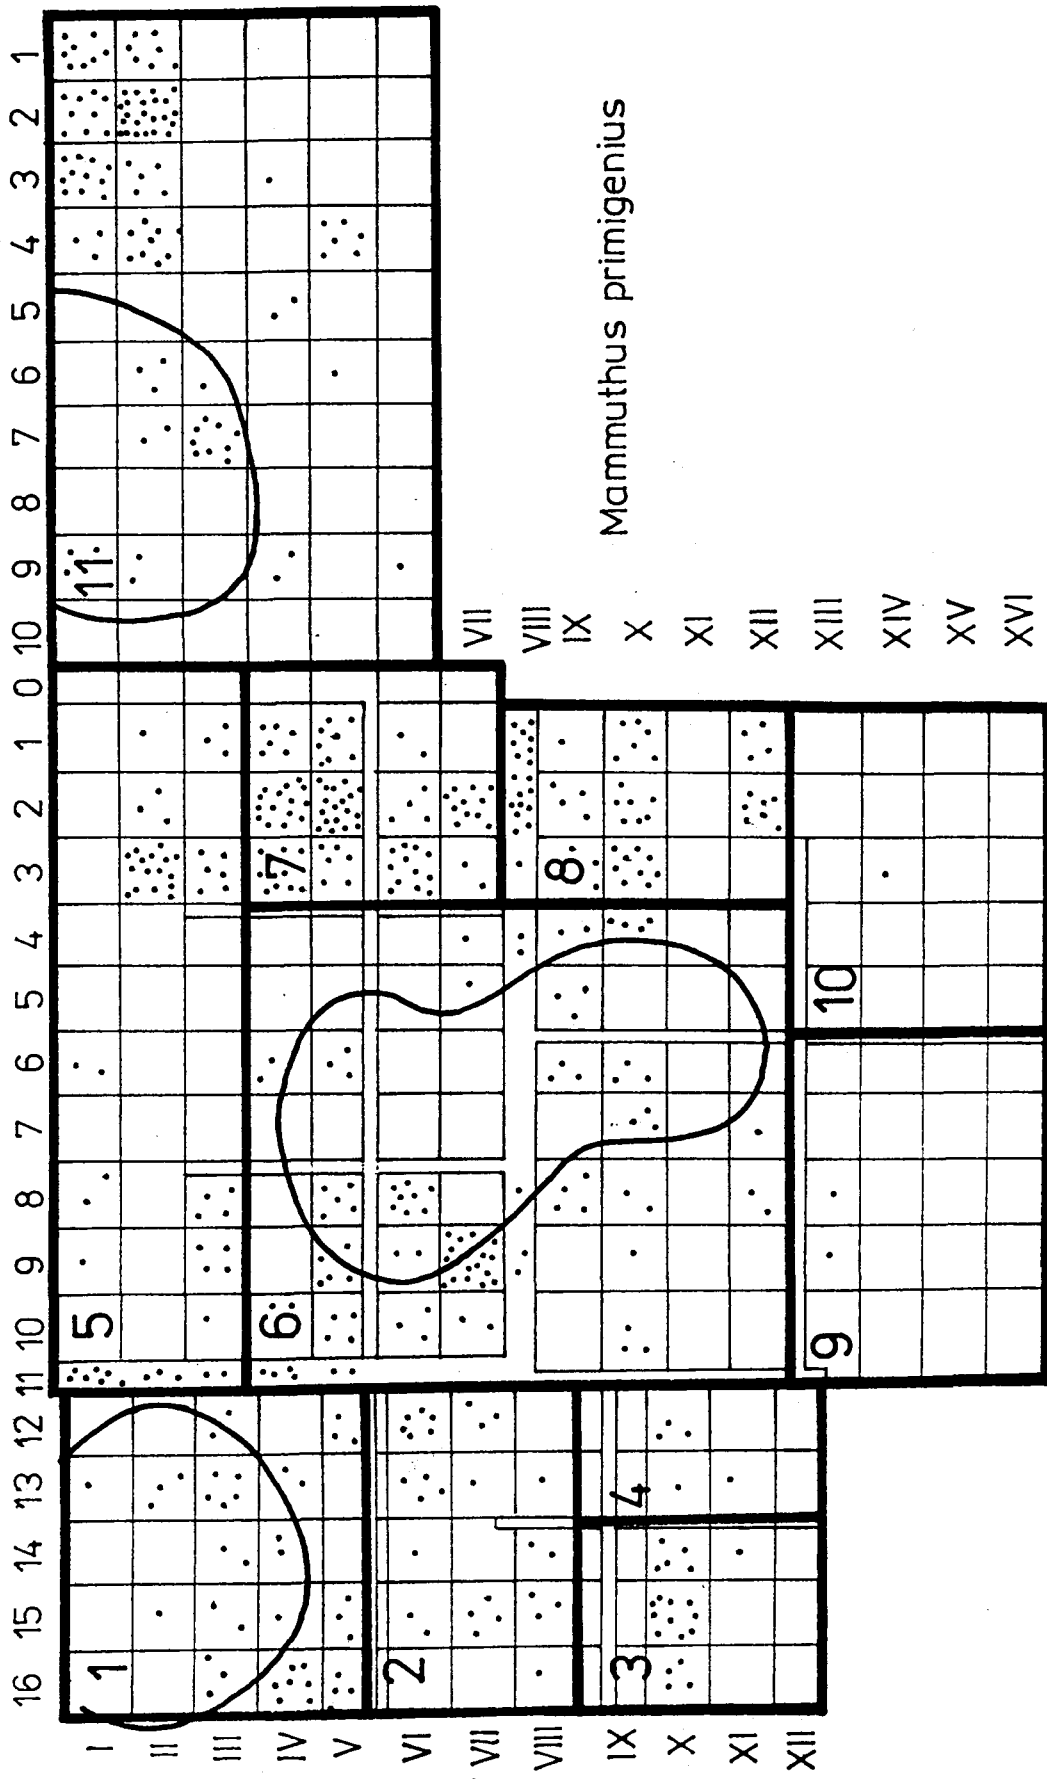 16 15 14 13 12 11 10 9 8 7 6 5 4 3 2 1 0 10 9 8 7 6 5 4 3 2 1
I
II
III
IV
V
VI
VII
VIII
IX
X
XI
XII
1
2
3
4
5
6
7
8
9
10
11
VII
VIII
IX
X
XI
XII
XIII
XIV
XV
XVI
Mammuthus primigenius